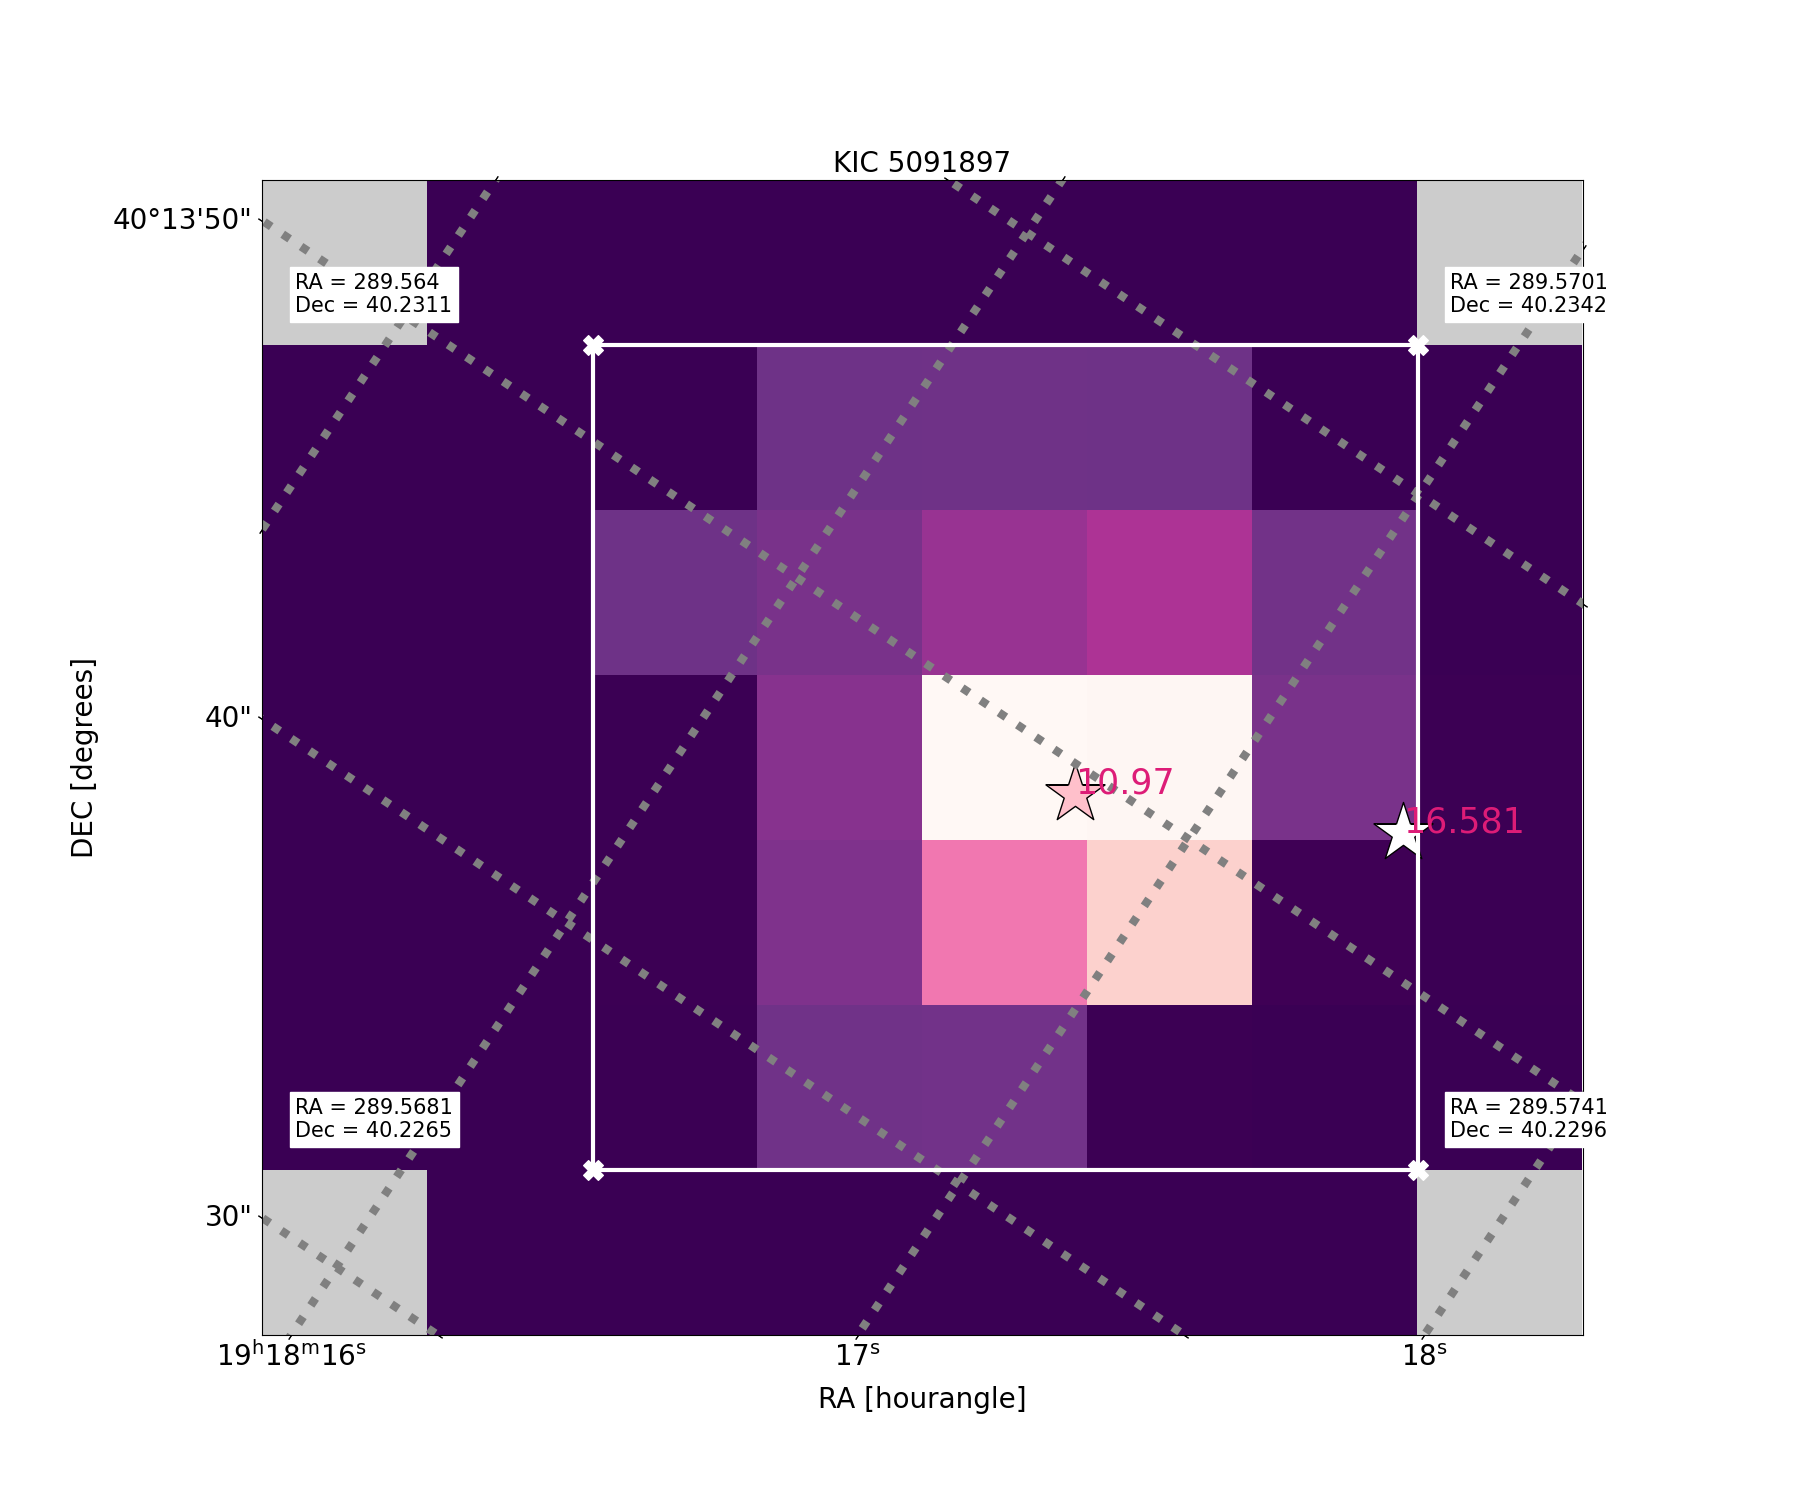 KIC 5091897
40°13'50"
RA = 289.564
Dec = 40.2311
RA = 289.5701
Dec = 40.2342
40"
DEC [degrees]
10.97
16.581
RA = 289.5681
Dec = 40.2265
RA = 289.5741
Dec = 40.2296
30"
19ʰ18ᵐ16ˢ
17ˢ
18ˢ
RA [hourangle]